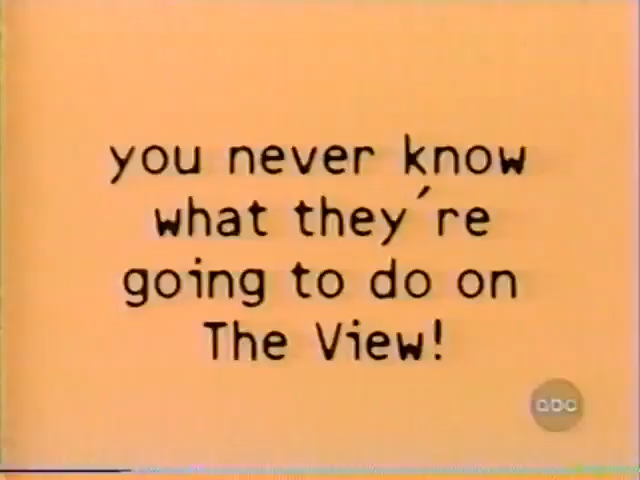 you never know
what they´re
going to do on
The View!
abc